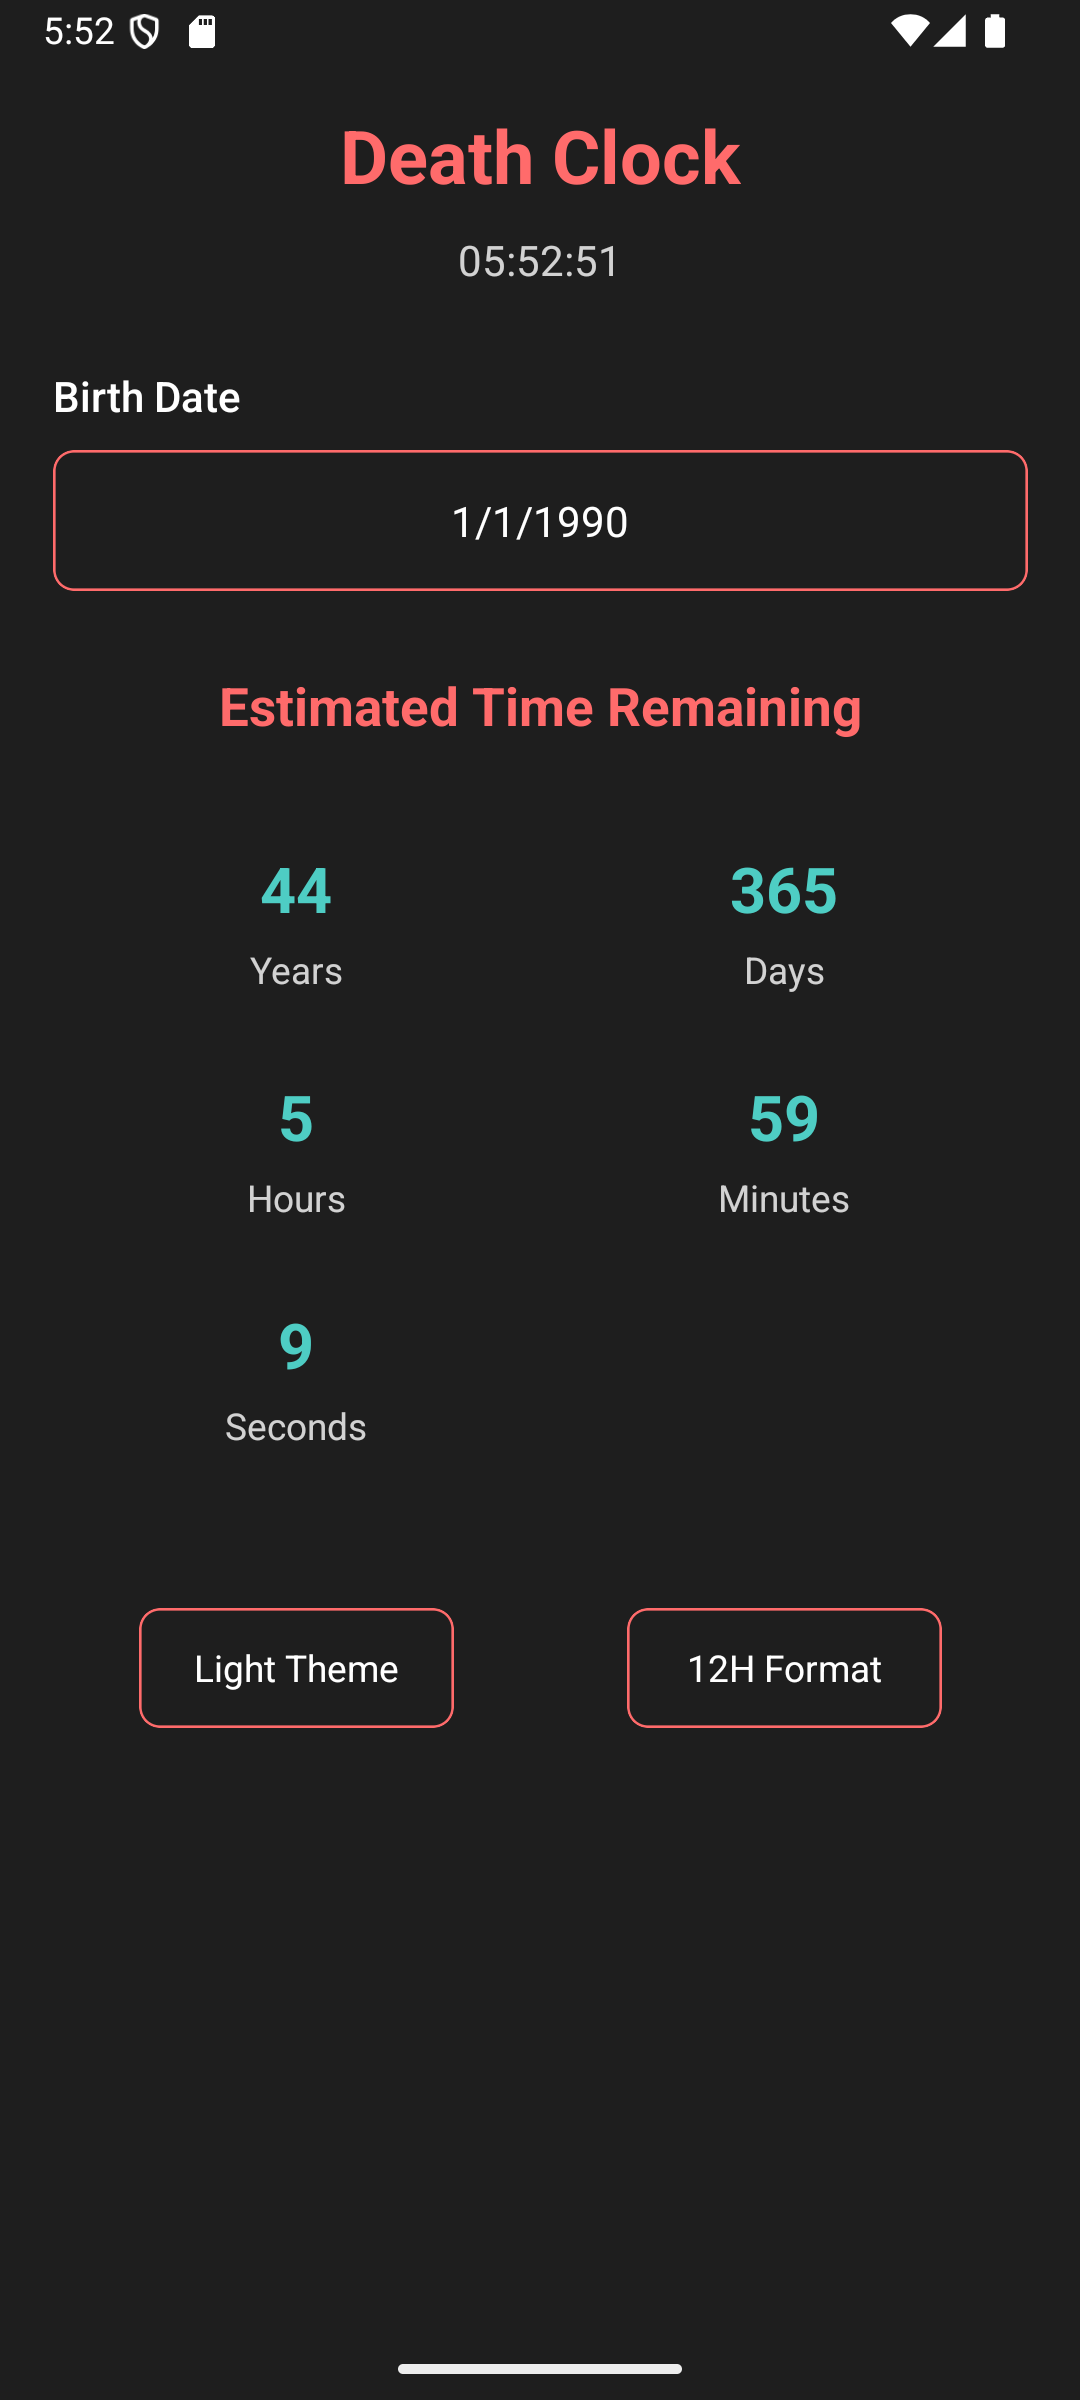 5:52
Death Clock
05:52:51
Birth Date
1/1/1990
Estimated Time Remaining
44 365
Years Days
5 59
Hours Minutes
9
Seconds
Light Theme 12H Format